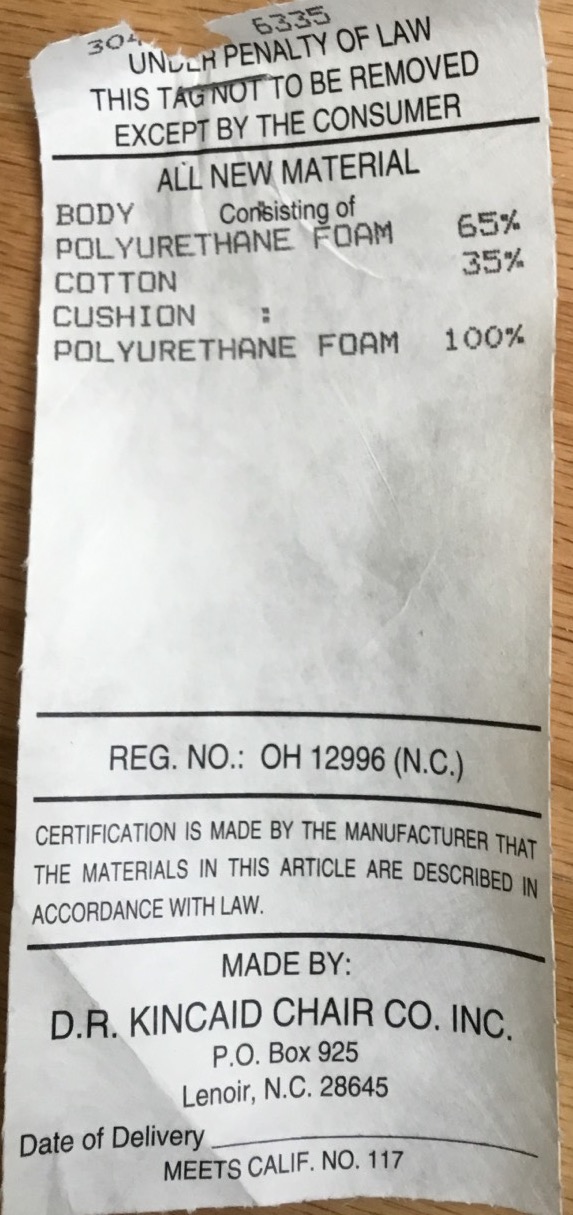 304 6335
UNDER PENALTY OF LAW
THIS TAG NOT TO BE REMOVED
EXCEPT BY THE CONSUMER
ALL NEW MATERIAL
BODY Consisting of
POLYURETHANE FOAM 65%
COTTON 35%
CUSHION :
POLYURETHANE FOAM 100%
REG. NO.: OH 12996 (N.C.)
CERTIFICATION IS MADE BY THE MANUFACTURER THAT
THE MATERIALS IN THIS ARTICLE ARE DESCRIBED IN
ACCORDANCE WITH LAW.
MADE BY:
D.R. KINCAID CHAIR CO. INC.
P.O. Box 925
Lenoir, N.C. 28645
Date of Delivery
MEETS CALIF. NO. 117